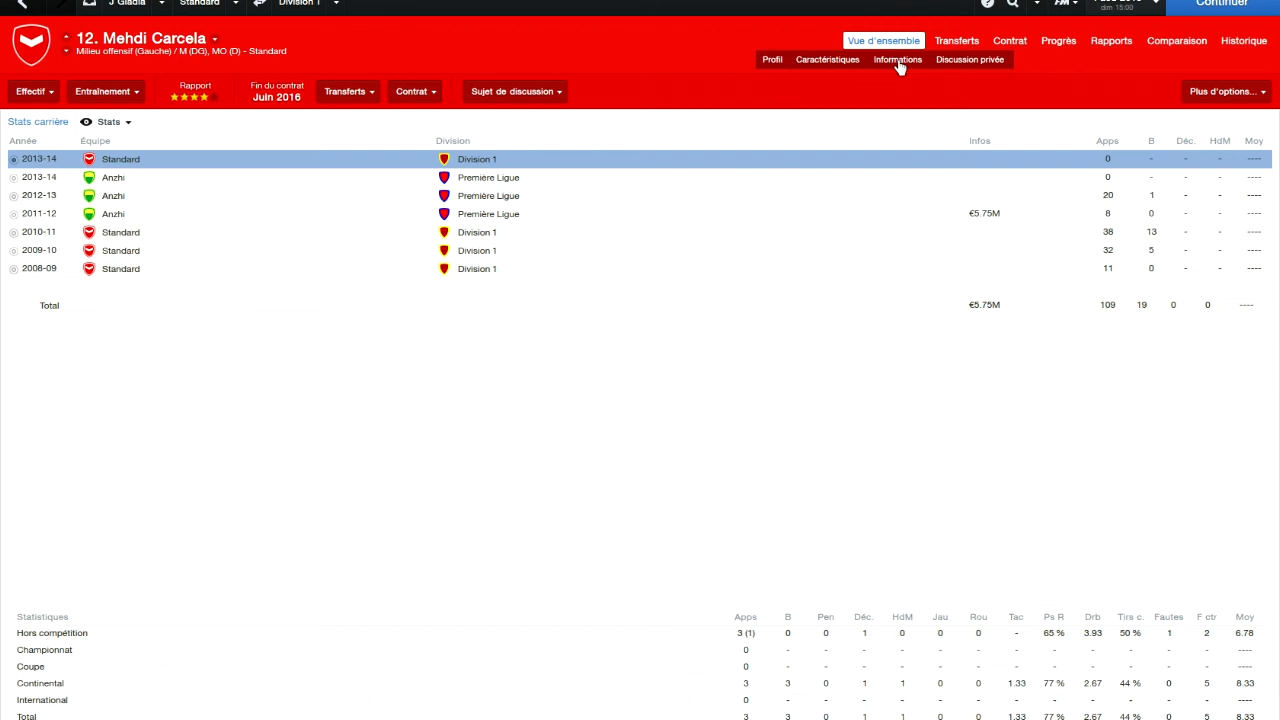 J Gladia Standard Division 1 FM dim 15:00 Continuer
12. Mehdi Carcela
Milieu offensif (Gauche) / M (DG), MO (D) - Standard
Vue d'ensemble Transferts Contrat Progrès Rapports Comparaison Historique
Profil Caractéristiques Informations Discussion privée
Effectif Entraînement Rapport Fin du contrat Juin 2016 Transferts Contrat Sujet de discussion Plus d'options...
Stats carrière Stats
Année Équipe Division Infos Apps B Déc. HdM Moy
2013-14 Standard Division 1 0 - - - ----
2013-14 Anzhi Première Ligue 0 - - - ----
2012-13 Anzhi Première Ligue 20 1 - - ----
2011-12 Anzhi Première Ligue €5.75M 8 0 - - ----
2010-11 Standard Division 1 38 13 - - ----
2009-10 Standard Division 1 32 5 - - ----
2008-09 Standard Division 1 11 0 - - ----
Total €5.75M 109 19 0 0 ----
Statistiques Apps B Pen Déc. HdM Jau Rou Tac Ps R Drb Tirs c. Fautes F ctr Moy
Hors compétition 3 (1) 0 0 1 0 0 0 - 65 % 3.93 50 % 1 2 6.78
Championnat 0 - - - - - - - - - - - - ----
Coupe 0 - - - - - - - - - - - - ----
Continental 3 3 0 1 1 0 0 1.33 77 % 2.67 44 % 0 5 8.33
International 0 - - - - - - - - - - - - ----
Total 3 3 0 1 1 0 0 1.33 77 % 2.67 44 % 0 5 8.33